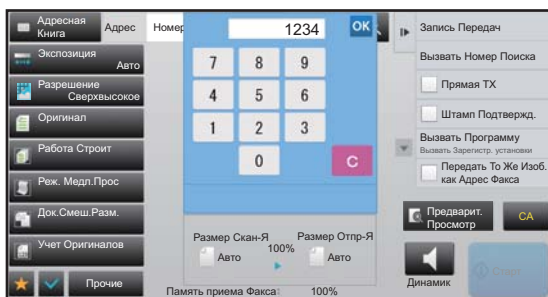 Адресная
Книга
Адрес
Номер
Экспозиция
Авто
Разрешение
Сверхвысокое
Оригинал
Работа Строит
Реж. Медл.Прос
Док.Смеш.Разм.
Учет Оригиналов
Прочие
1234
OK
7 8 9
4 5 6
1 2 3
0
C
Размер Скан-Я
100%
Размер Отпр-Я
Авто
Авто
Память приема Факса: 100%
Запись Передач
Вызвать Номер Поиска
Прямая TX
Штамп Подтвержд.
Вызвать Программу
Вызвать Зарегистр. установки
Передать То Же Изоб.
как Адрес Факса
Предварит.
Просмотр
CA
Динамик
Старт